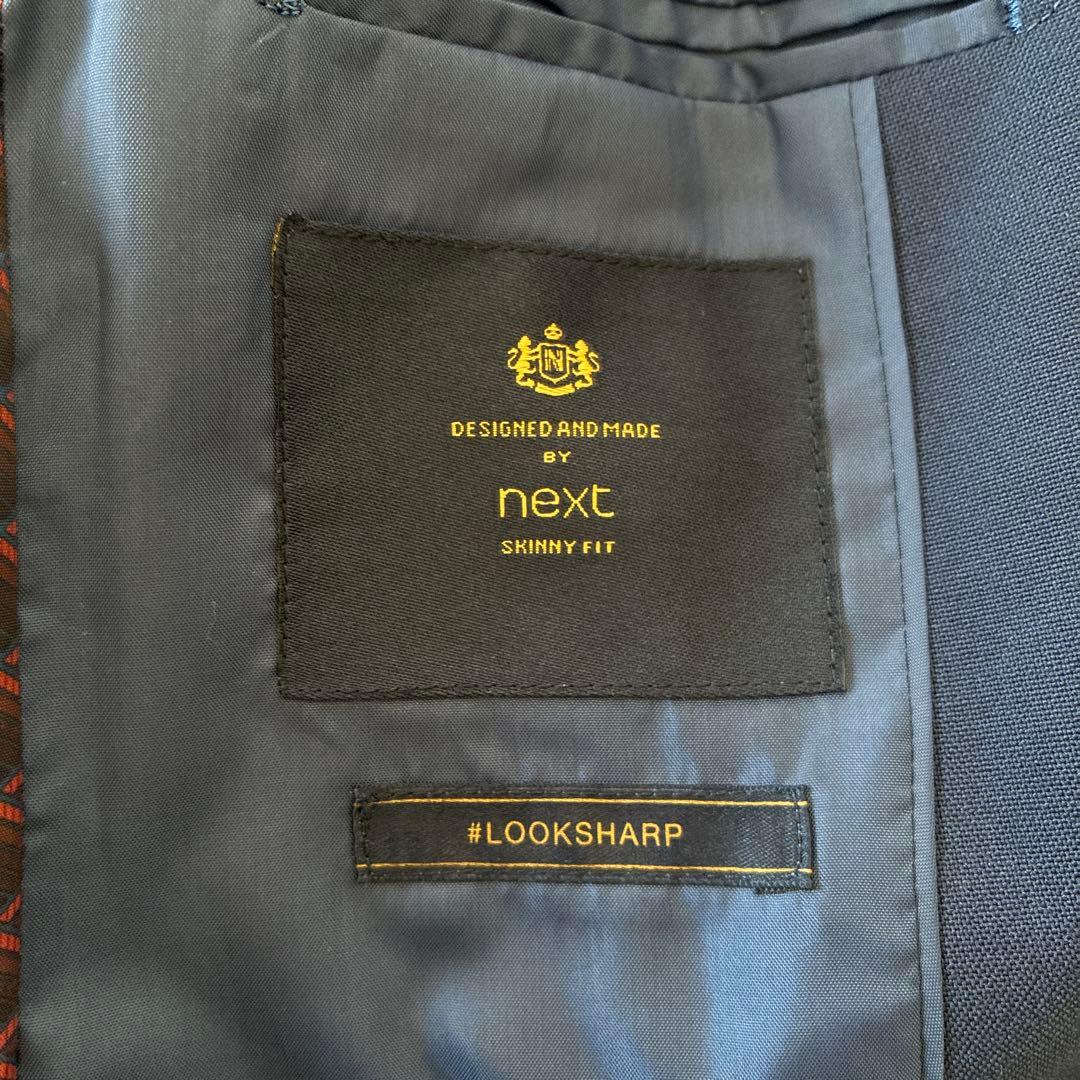 N
DESIGNED AND MADE
BY
next
SKINNY FIT
#LOOKSHARP